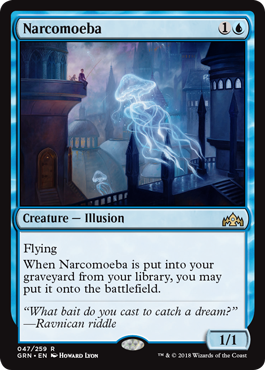 Narcomoeba 1
Creature — Illusion
Flying
When Narcomoeba is put into your
graveyard from your library, you may
put it onto the battlefield.
“What bait do you cast to catch a dream?”
—Ravnican riddle
1/1
047/259 R
GRN • EN Howard Lyon
™ & © 2018 Wizards of the Coast